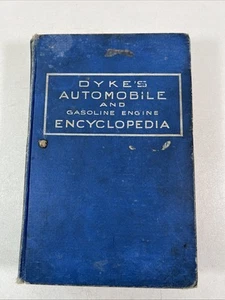 DYKE'S
AUTOMOBiLE
AND
GASOLINE ENGINE
ENCYCLOPEDIA